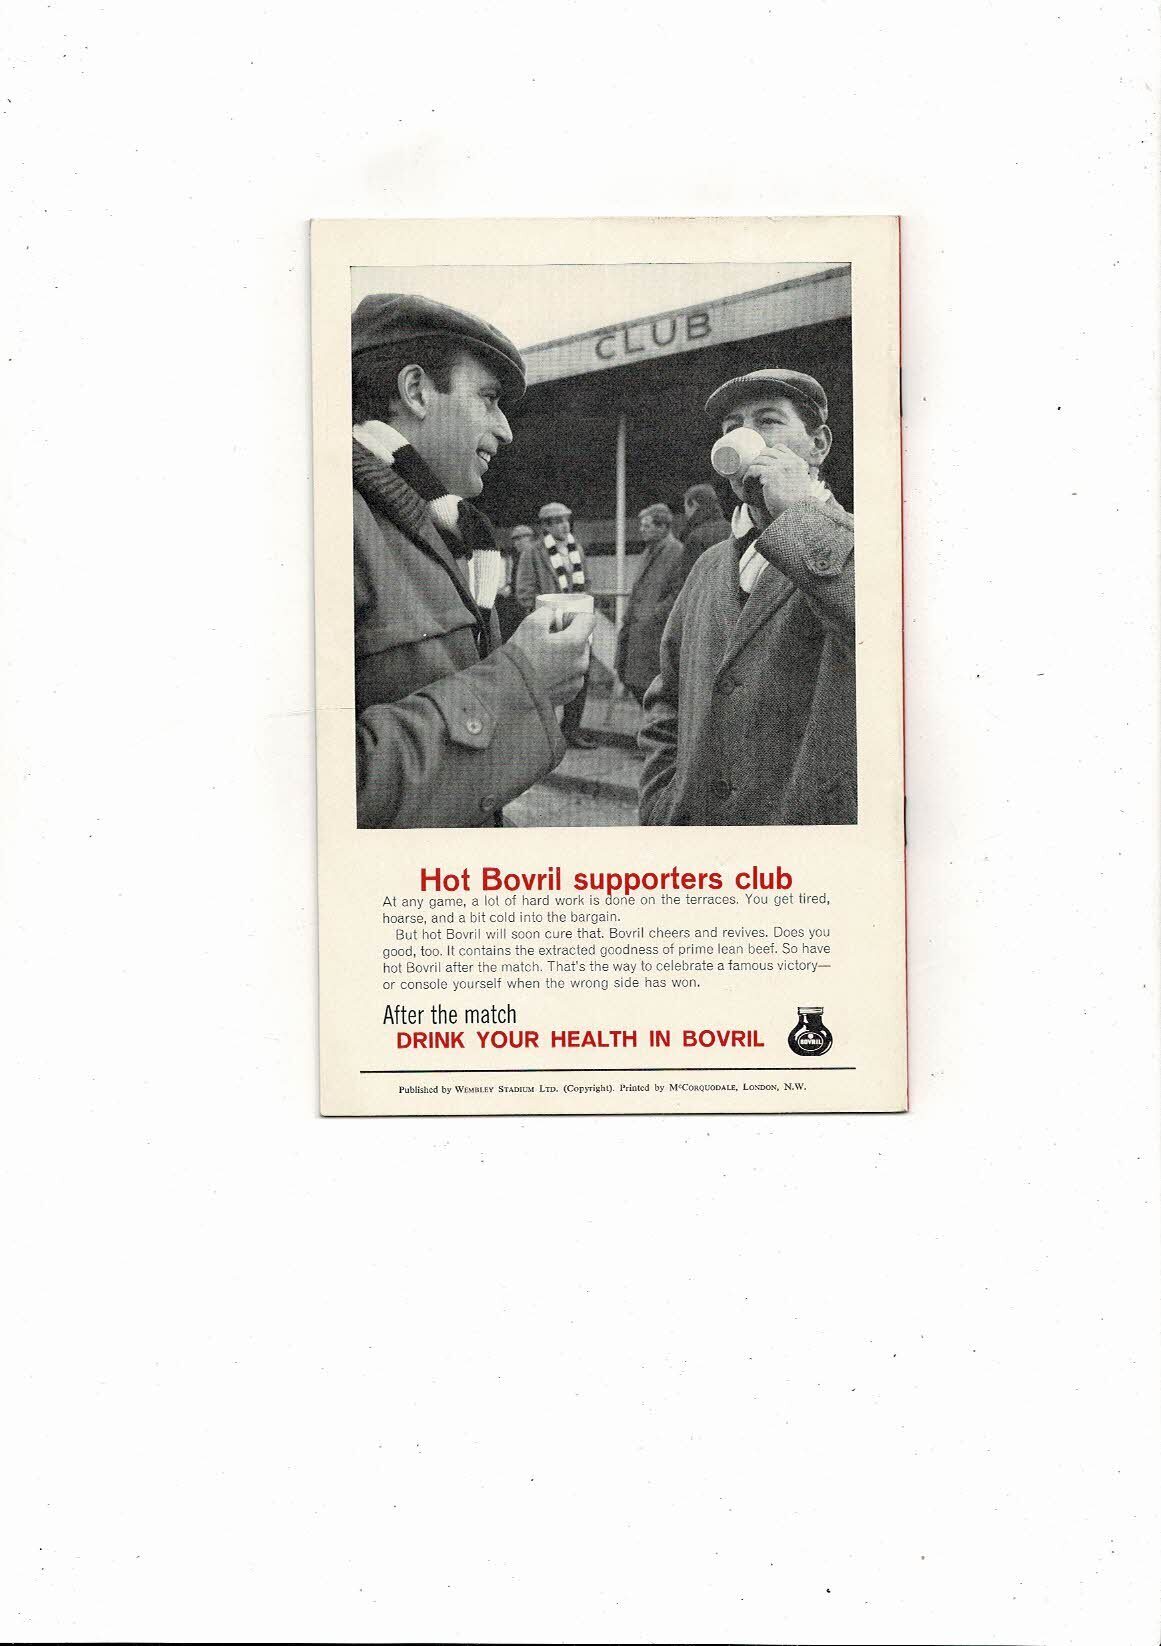 CLUB
Hot Bovril supporters club
At any game, a lot of hard work is done on the terraces. You get tired,
hoarse, and a bit cold into the bargain.
But hot Bovril will soon cure that. Bovril cheers and revives. Does you
good, too. It contains the extracted goodness of prime lean beef. So have
hot Bovril after the match. That's the way to celebrate a famous victory—
or console yourself when the wrong side has won.
After the match
DRINK YOUR HEALTH IN BOVRIL
BOVRIL
Published by WEMBLEY STADIUM LTD. (Copyright). Printed by McCORQUODALE, LONDON, N.W.